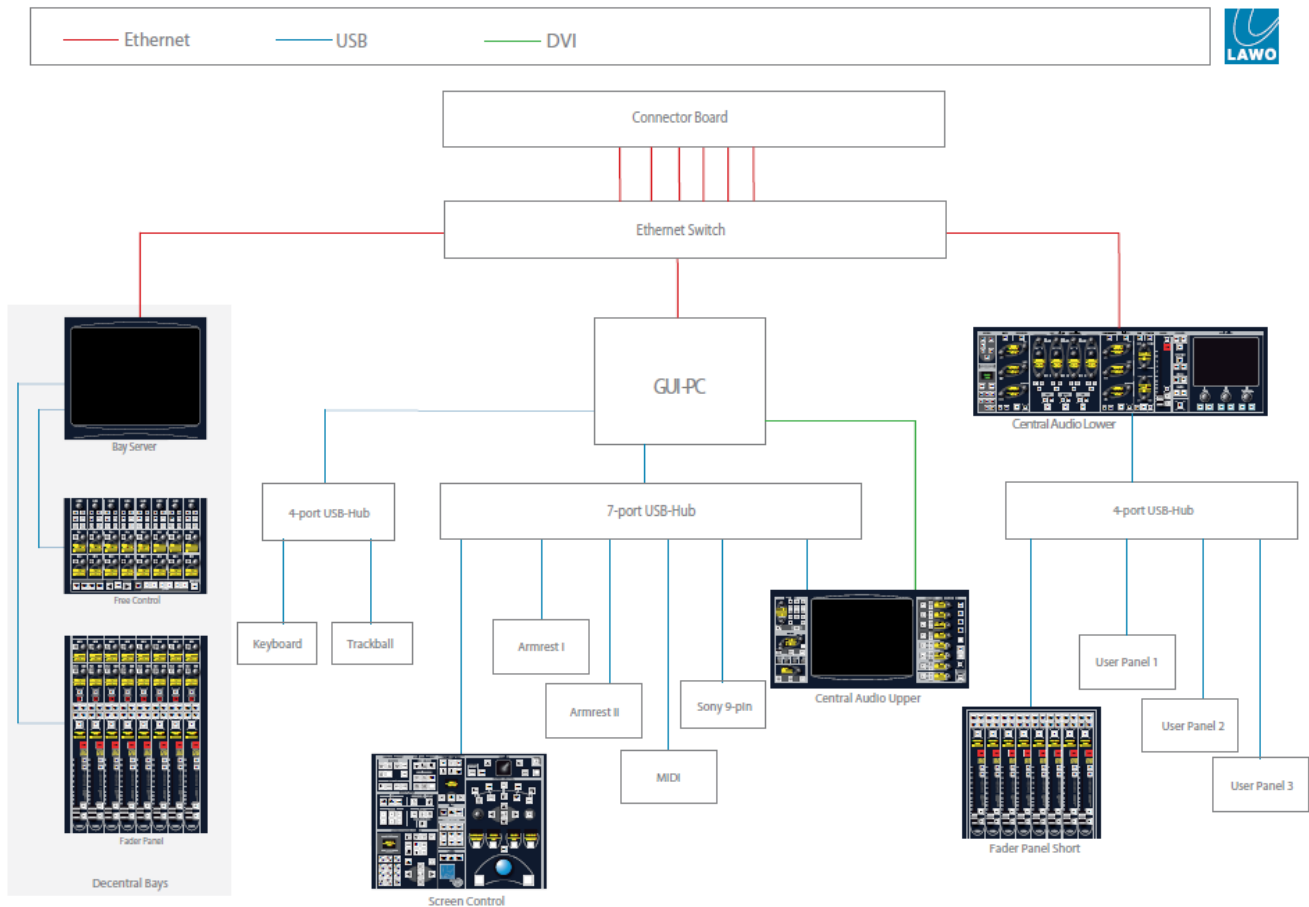 Ethernet
USB
DVI
LAWO
Connector Board
Ethernet Switch
GUI-PC
Bay Server
Central Audio Lower
4-port USB-Hub
7-port USB-Hub
4-port USB-Hub
Free Control
Keyboard
Trackball
Armrest I
Armrest II
Sony 9-pin
MIDI
Central Audio Upper
User Panel 1
User Panel 2
User Panel 3
Fader Panel
Fader Panel Short
Decentral Bays
Screen Control